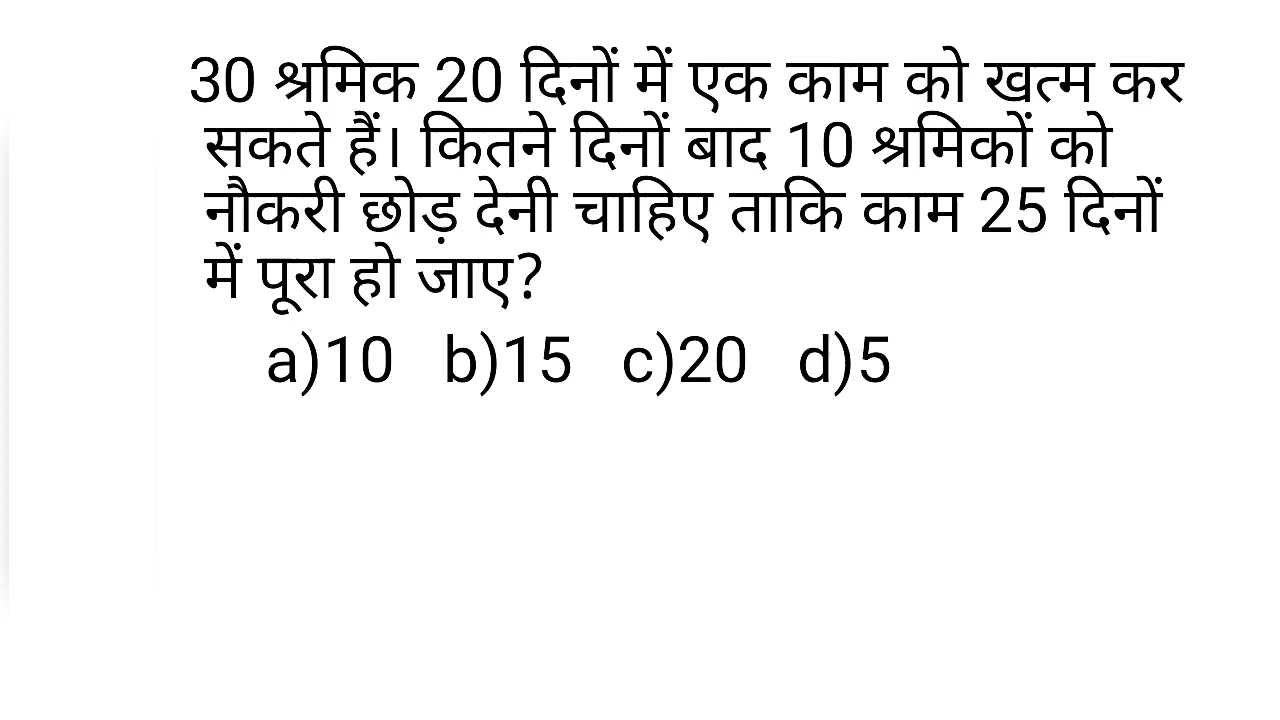 30 श्रमिक 20 दिनों में एक काम को खत्म कर
सकते हैं। कितने दिनों बाद 10 श्रमिकों को
नौकरी छोड़ देनी चाहिए ताकि काम 25 दिनों
में पूरा हो जाए?
a)10 b)15 c)20 d)5